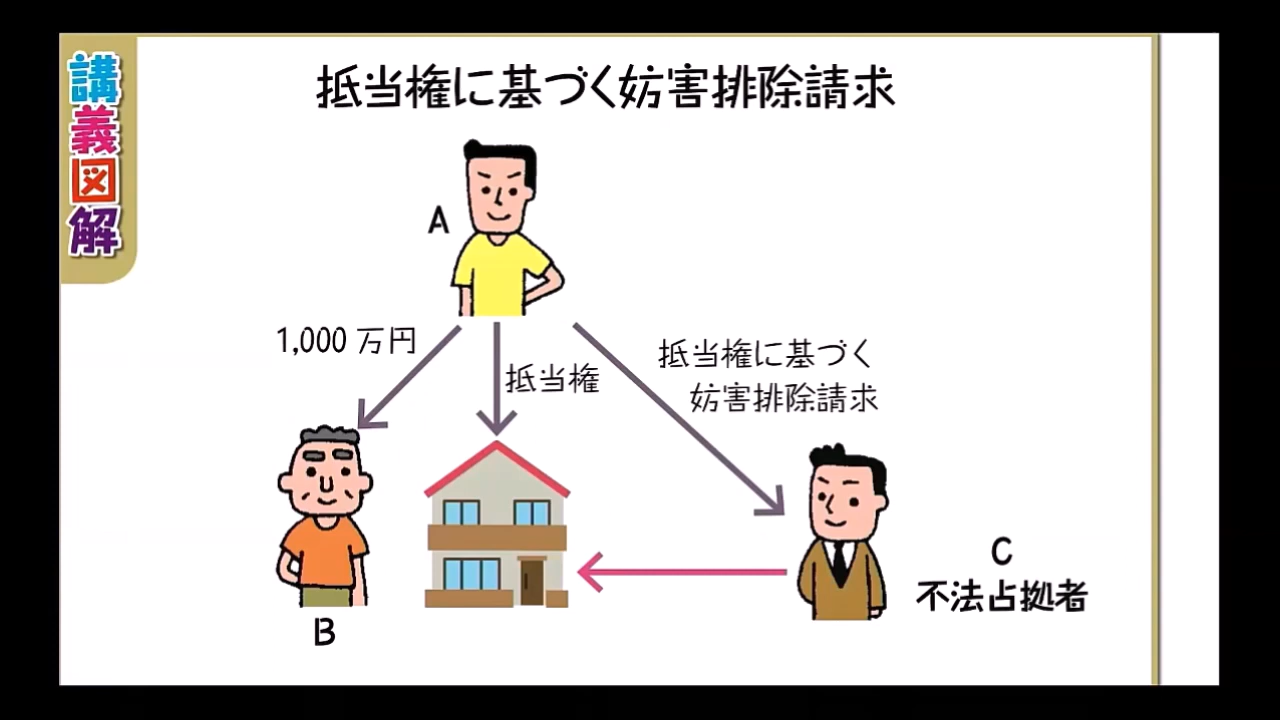 講義図解
抵当権に基づく妨害排除請求
A
1,000 万円
抵当権
抵当権に基づく
妨害排除請求
B
C
不法占拠者